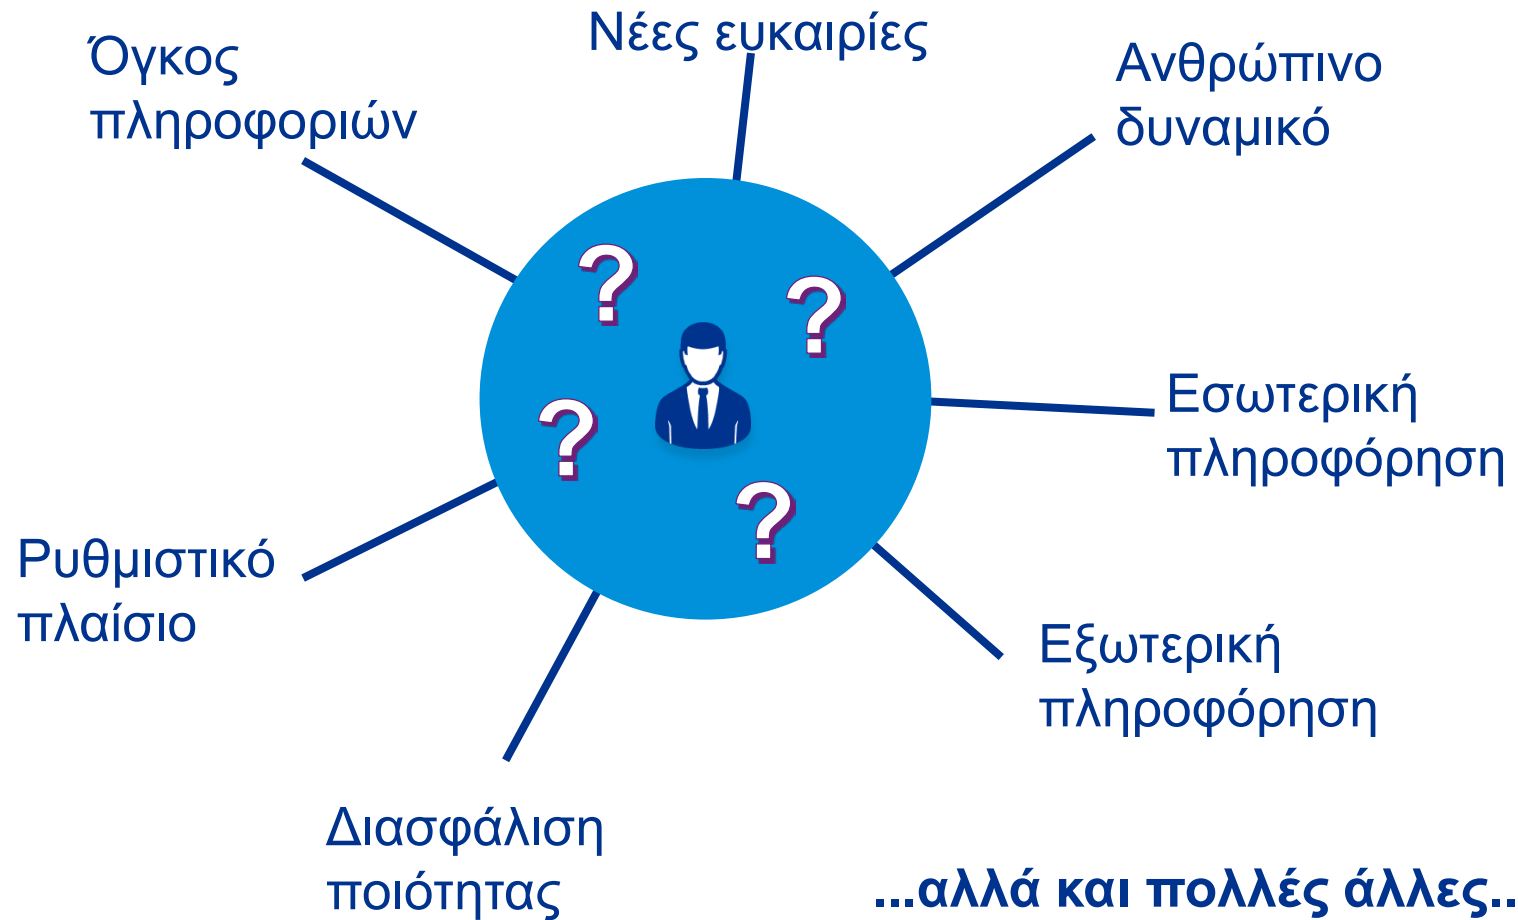 Νέες ευκαιρίες
Όγκος
πληροφοριών
Ανθρώπινο
δυναμικό
?
?
Εσωτερική
πληροφόρηση
?
?
Ρυθμιστικό
πλαίσιο
Εξωτερική
πληροφόρηση
Διασφάλιση
ποιότητας
...αλλά και πολλές άλλες..